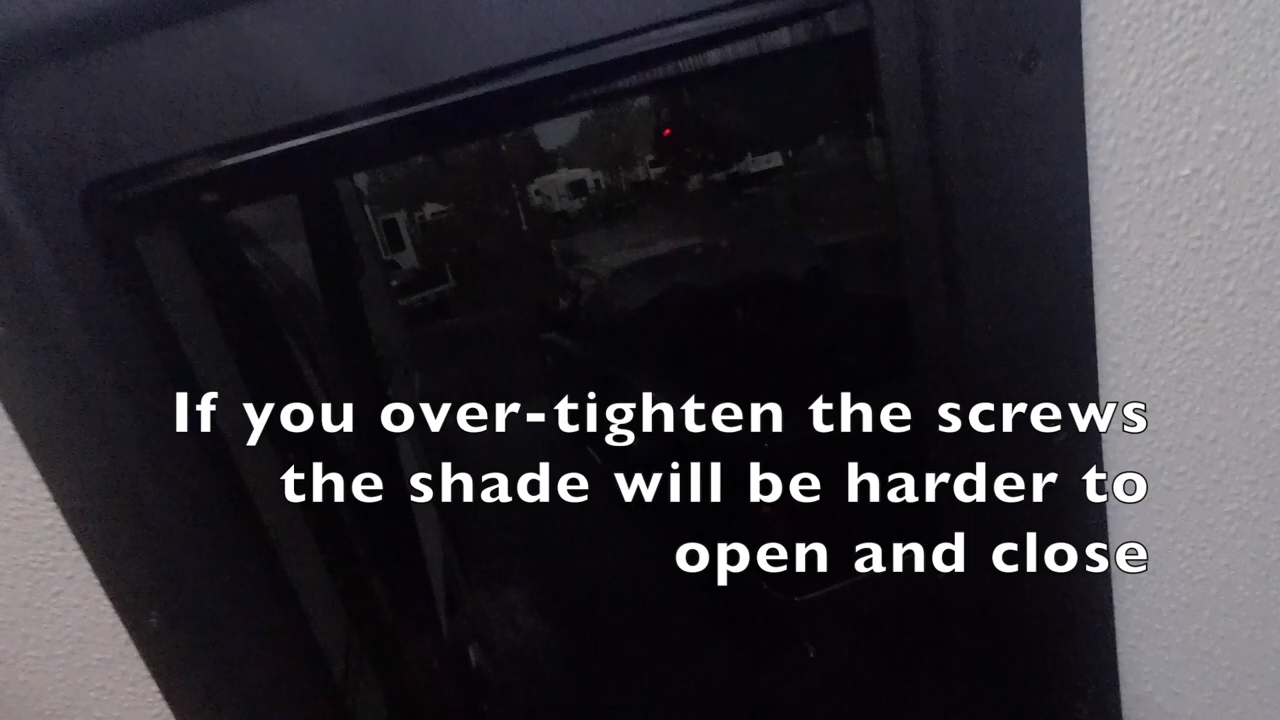 If you over-tighten the screws
the shade will be harder to
open and close